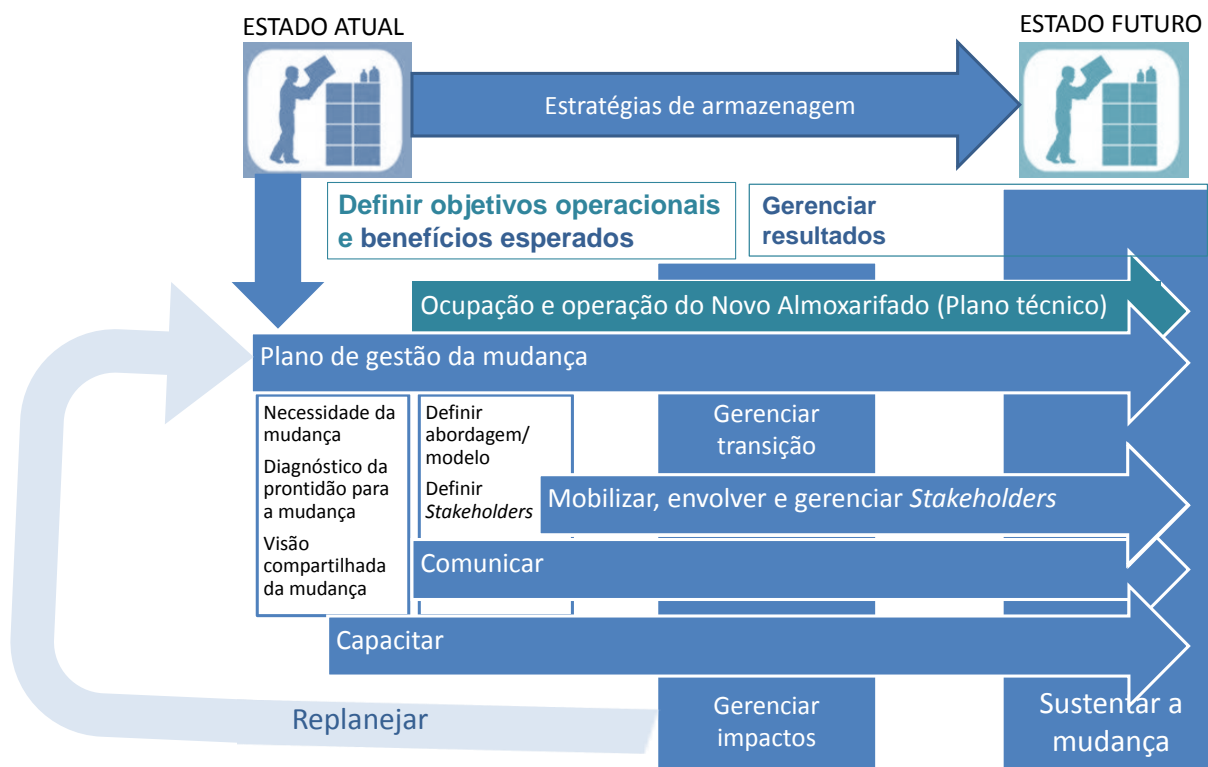 ESTADO ATUAL
ESTADO FUTURO
Estratégias de armazenagem
Definir objetivos operacionais
e benefícios esperados
Gerenciar
resultados
Ocupação e operação do Novo Almoxarifado (Plano técnico)
Plano de gestão da mudança
Necessidade da
mudança
Diagnóstico da
prontidão para
a mudança
Visão
compartilhada
da mudança
Definir
abordagem/
modelo
Definir
Stakeholders
Gerenciar
transição
Mobilizar, envolver e gerenciar Stakeholders
Comunicar
Capacitar
Replanejar
Gerenciar
impactos
Sustentar a
mudança